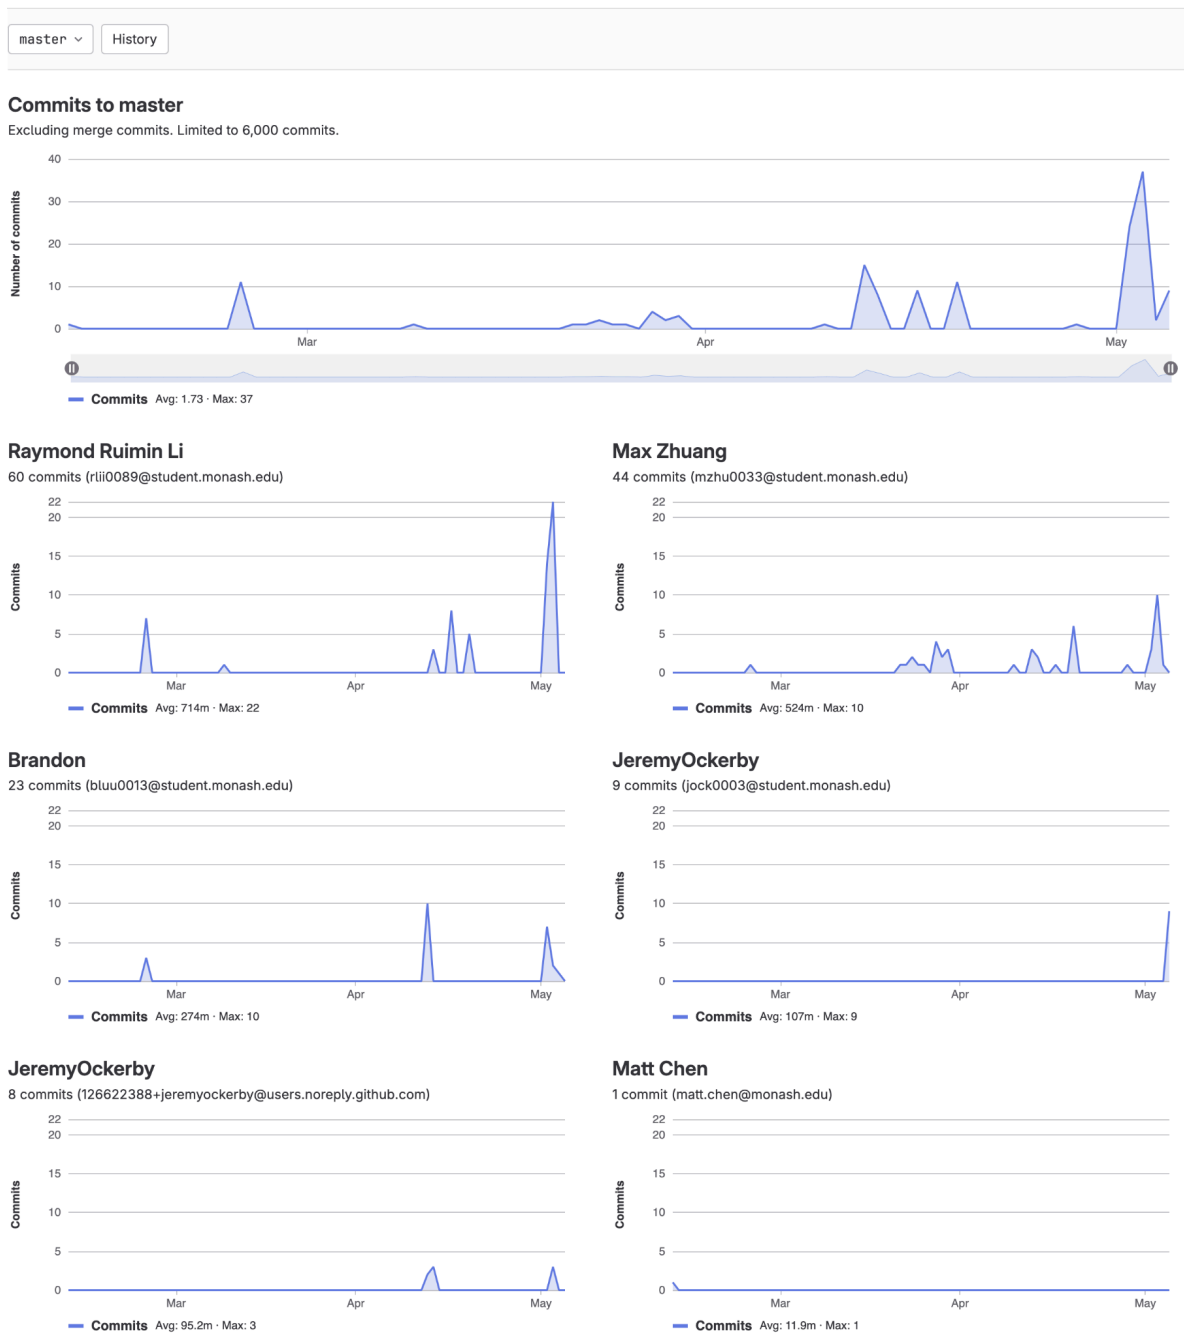 master
History
Commits to master
Excluding merge commits. Limited to 6,000 commits.
Number of commits
40
30
20
10
0
Mar
Apr
May
Commits Avg: 1.73 · Max: 37
Raymond Ruimin Li
60 commits (rlii0089@student.monash.edu)
Commits
22
20
15
10
5
0
Mar
Apr
May
Commits Avg: 714m · Max: 22
Max Zhuang
44 commits (mzhu0033@student.monash.edu)
Commits
22
20
15
10
5
0
Mar
Apr
May
Commits Avg: 524m · Max: 10
Brandon
23 commits (bluu0013@student.monash.edu)
Commits
22
20
15
10
5
0
Mar
Apr
May
Commits Avg: 274m · Max: 10
JeremyOckerby
9 commits (jock0003@student.monash.edu)
Commits
22
20
15
10
5
0
Mar
Apr
May
Commits Avg: 107m · Max: 9
JeremyOckerby
8 commits (126622388+jeremyockerby@users.noreply.github.com)
Commits
22
20
15
10
5
0
Mar
Apr
May
Commits Avg: 95.2m · Max: 3
Matt Chen
1 commit (matt.chen@monash.edu)
Commits
22
20
15
10
5
0
Mar
Apr
May
Commits Avg: 11.9m · Max: 1